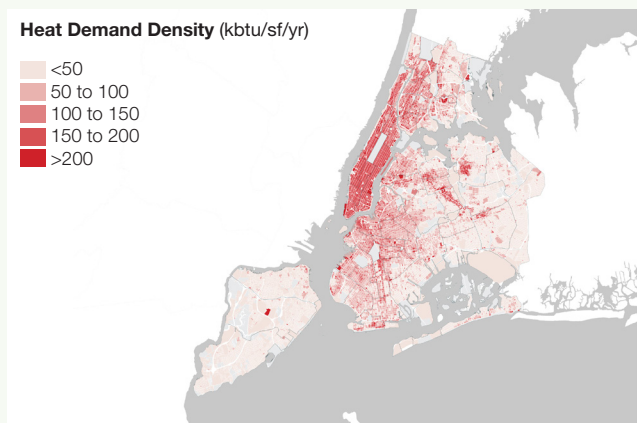 Heat Demand Density (kbtu/sf/yr)
<50
50 to 100
100 to 150
150 to 200
>200